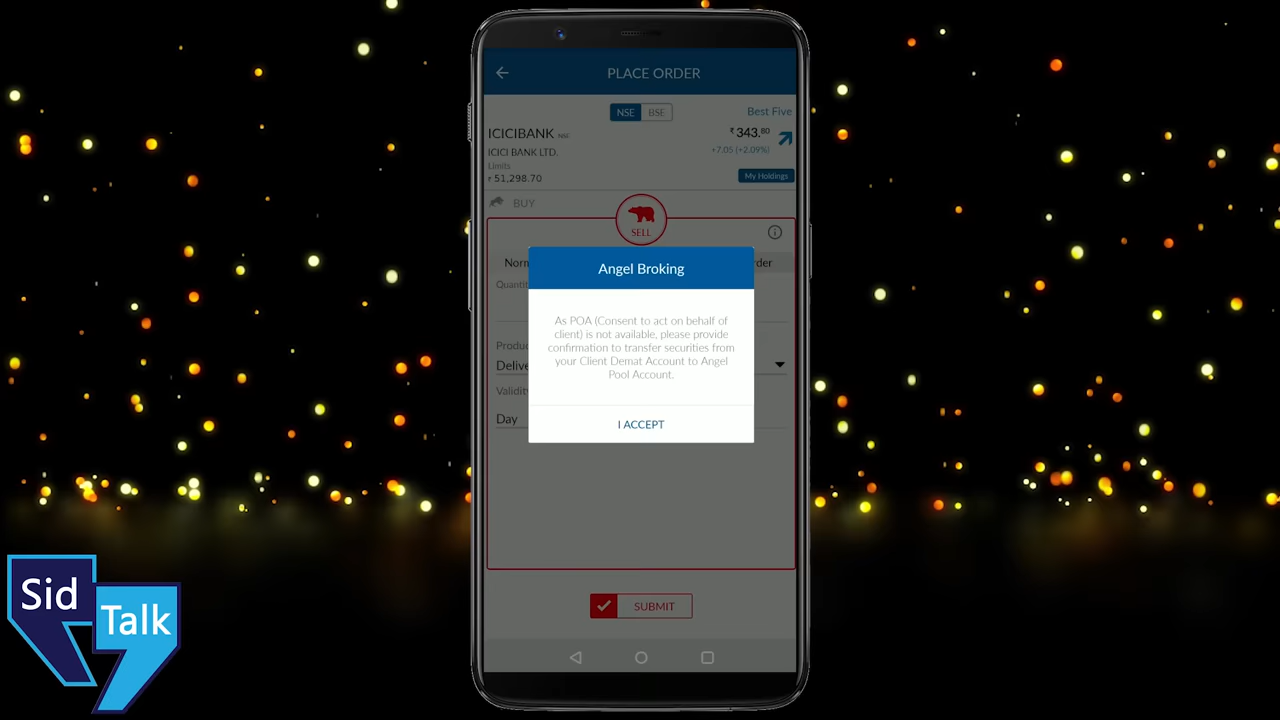 PLACE ORDER
NSE BSE
Best Five
ICICIBANK NSE
₹ 343.80
ICICI BANK LTD.
+7.05 (+2.09%)
Limits
₹ 51,298.70
My Holdings
BUY
SELL
Norm
der
Quantit
Produc
Delive
Validit
Day
Angel Broking
As POA (Consent to act on behalf of
client) is not available, please provide
confirmation to transfer securities from
your Client Demat Account to Angel
Pool Account.
I ACCEPT
SUBMIT
Sid
Talk